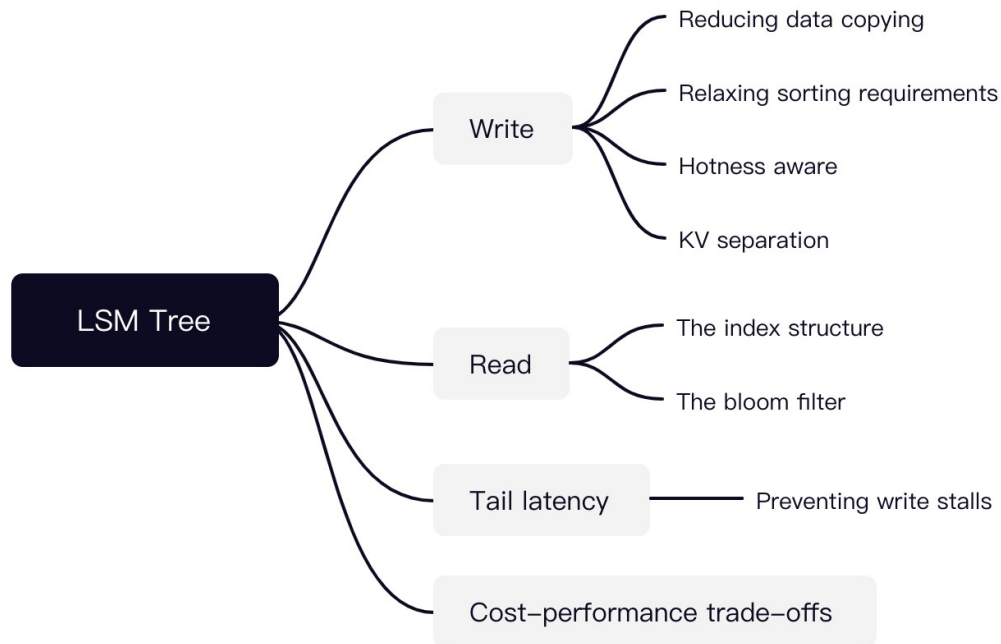 LSM Tree
Write
Reducing data copying
Relaxing sorting requirements
Hotness aware
KV separation
Read
The index structure
The bloom filter
Tail latency
Preventing write stalls
Cost–performance trade–offs